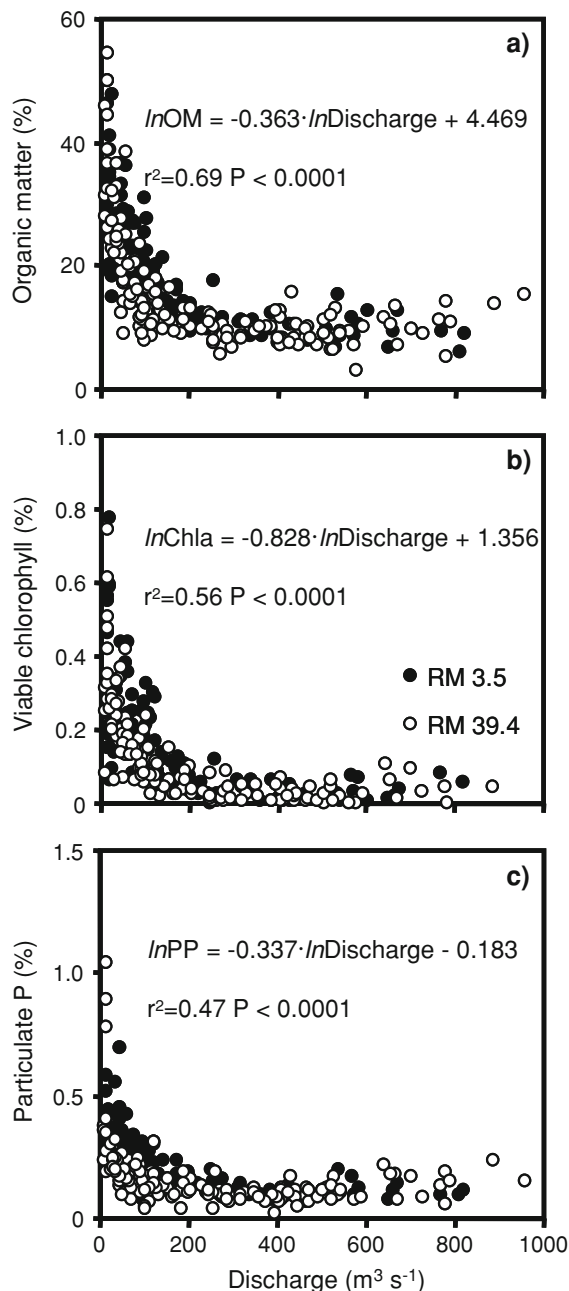 60
a)
lnOM = -0.363·lnDischarge + 4.469
r²=0.69 P < 0.0001
40
20
0
Organic matter (%)
1.0
b)
0.8
lnChla = -0.828·lnDischarge + 1.356
r²=0.56 P < 0.0001
0.6
0.4
RM 3.5
RM 39.4
0.2
0
Viable chlorophyll (%)
1.5
c)
lnPP = -0.337·lnDischarge - 0.183
r²=0.47 P < 0.0001
1.0
0.5
0
Particulate P (%)
0 200 400 600 800 1000
Discharge (m³ s⁻¹)